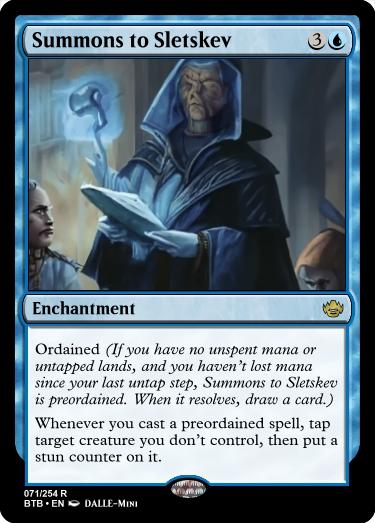 Summons to Sletskev 3
Enchantment
Ordained (If you have no unspent mana or
untapped lands, and you haven't lost mana
since your last untap step, Summons to Sletskev
is preordained. When it resolves, draw a card.)
Whenever you cast a preordained spell, tap
target creature you don't control, then put a
stun counter on it.
071/254 R
BTB • EN DALLE-Mini